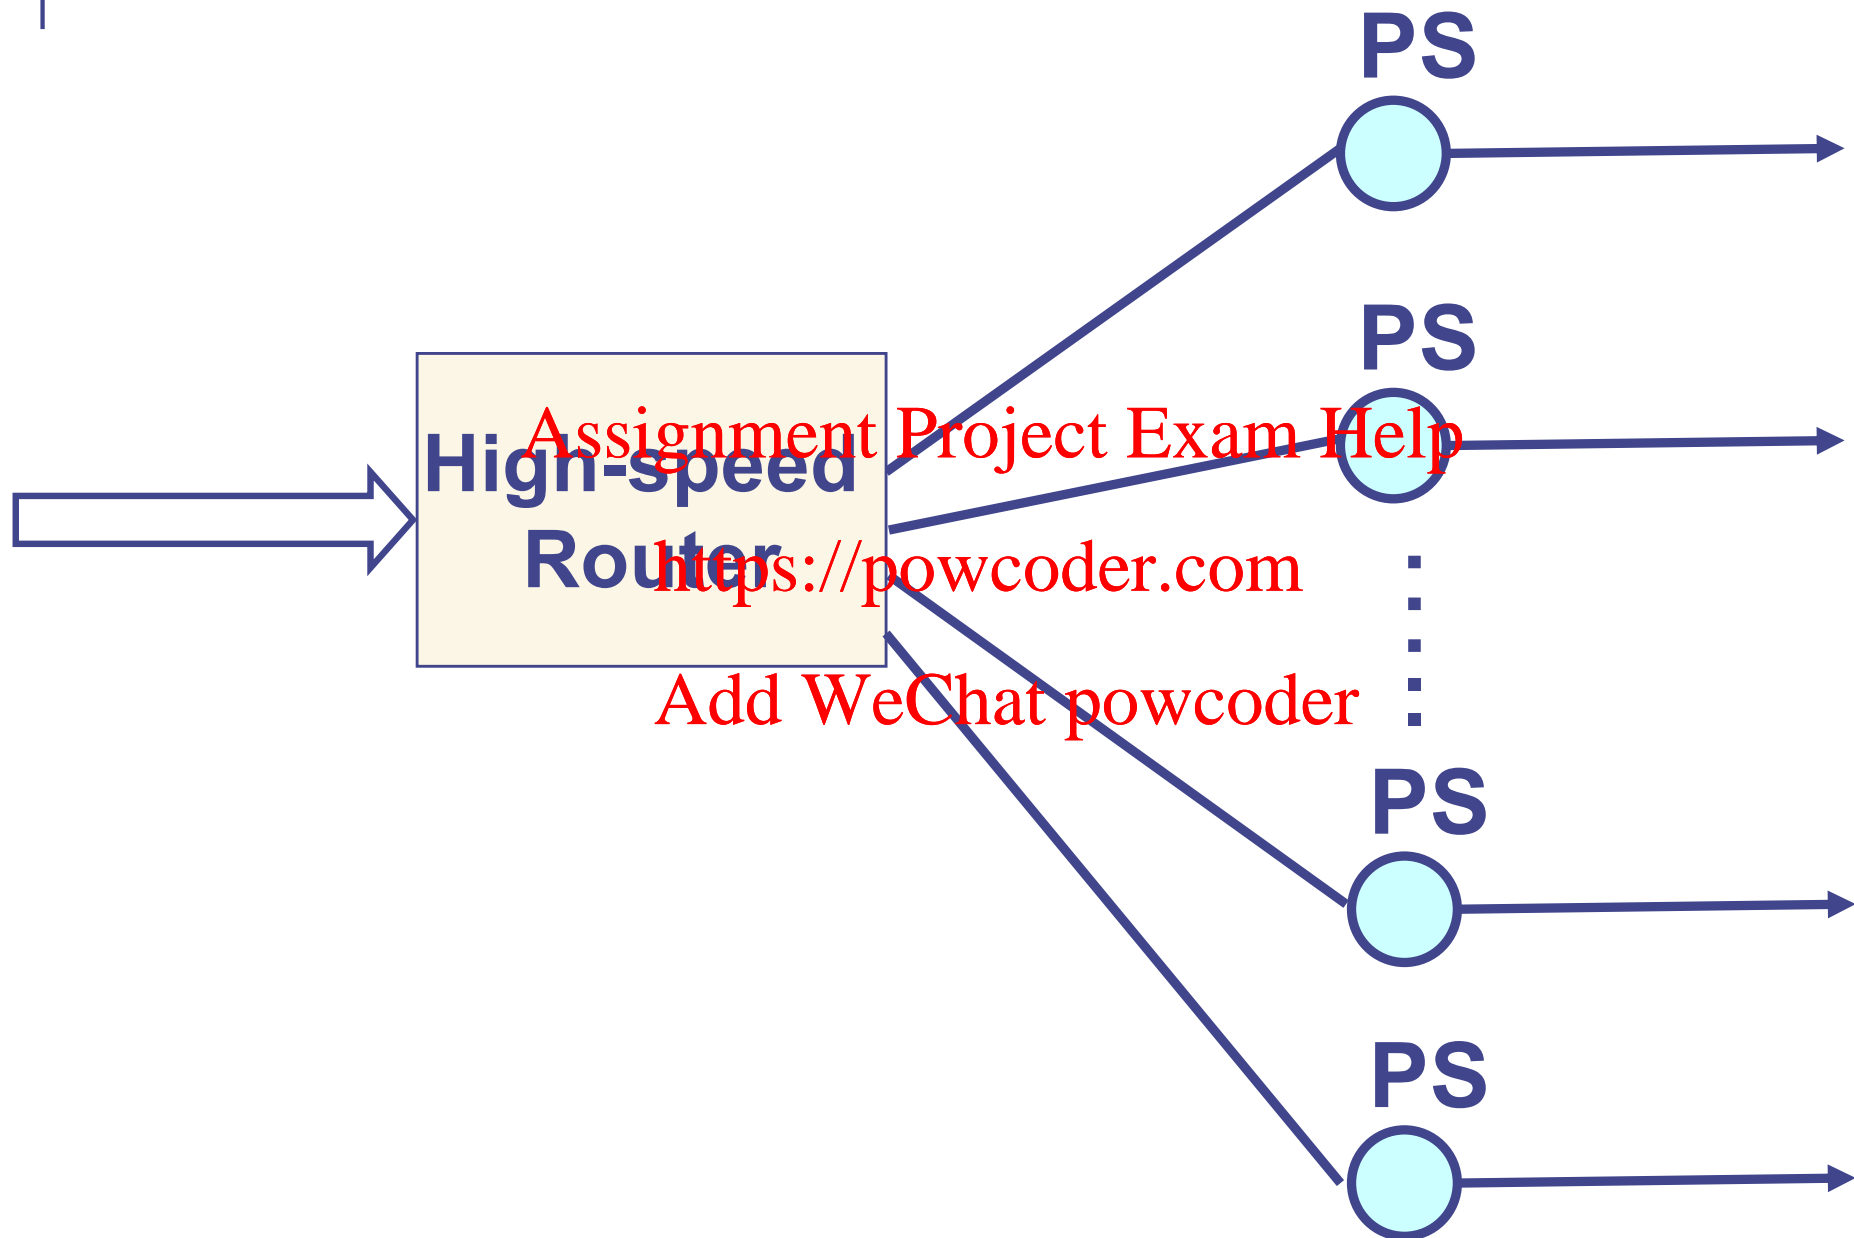 PS
PS
Assignment Project Exam Help
High-speed
Router
https://powcoder.com
Add WeChat powcoder
PS
PS